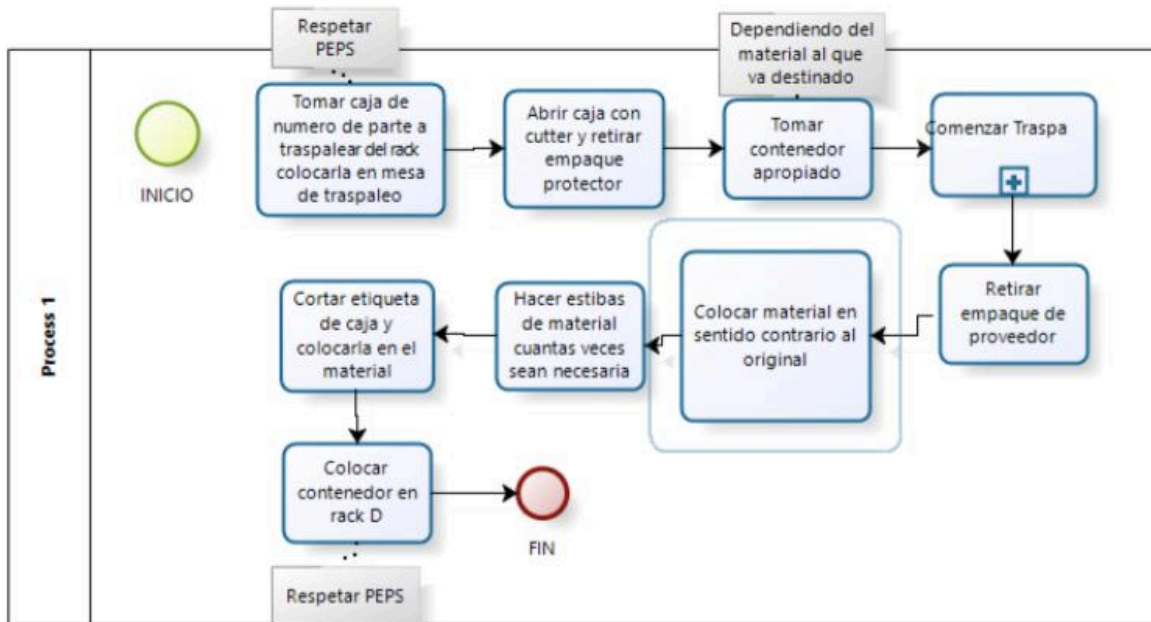 Respetar
PEPS
Dependiendo del
material al que
va destinado
Tomar caja de
numero de parte a
traspalear del rack
colocarla en mesa
de traspaleo
Abrir caja con
cutter y retirar
empaque
protector
Tomar
contenedor
apropiado
Comenzar Traspa
INICIO
Process 1
Retirar
empaque de
proveedor
Colocar material en
sentido contrario al
original
Hacer estibas
de material
cuantas veces
sean necesaria
Cortar etiqueta
de caja y
colocarla en el
material
Colocar
contenedor en
rack D
FIN
Respetar PEPS